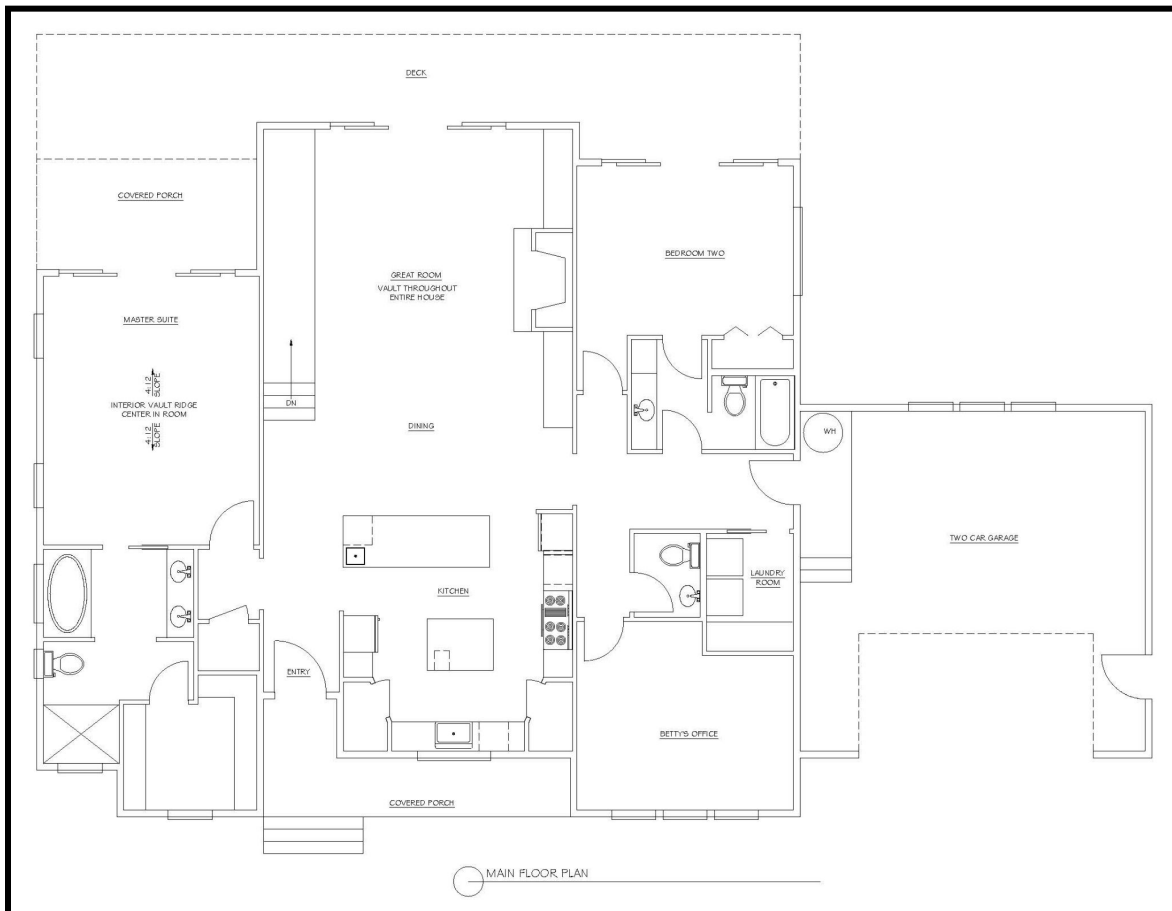 DECK
COVERED PORCH
BEDROOM TWO
GREAT ROOM
VAULT THROUGHOUT
ENTIRE HOUSE
MASTER SUITE
4:12
SLOPE
INTERIOR VAULT RIDGE
CENTER IN ROOM
4:12
SLOPE
DN
DINING
WH
TWO CAR GARAGE
LAUNDRY
ROOM
KITCHEN
ENTRY
BETTY'S OFFICE
COVERED PORCH
MAIN FLOOR PLAN